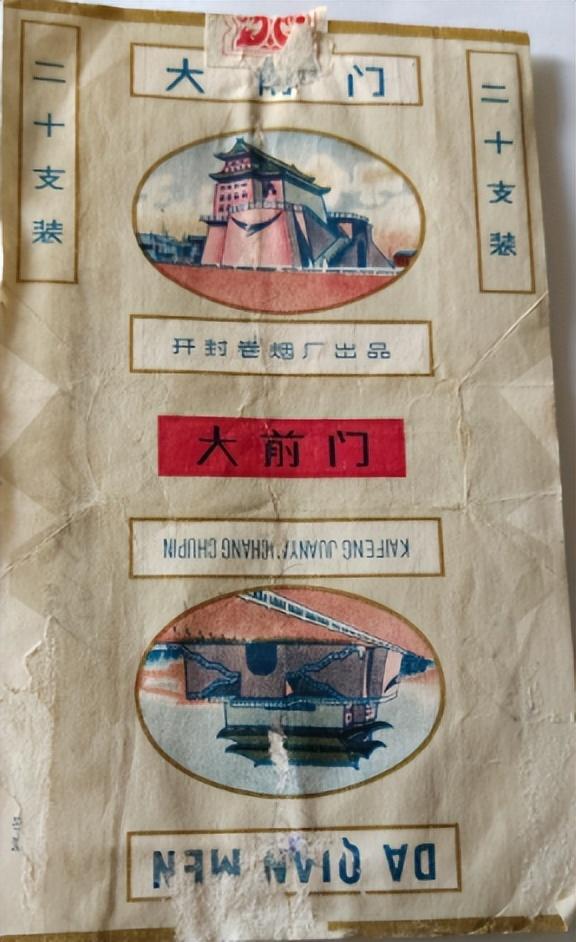 大前门
二十支装
二十支装
开封卷烟厂出品
大前门
KAIFENG JUANYANCHANG CHUPIN
DA QIAN MEN